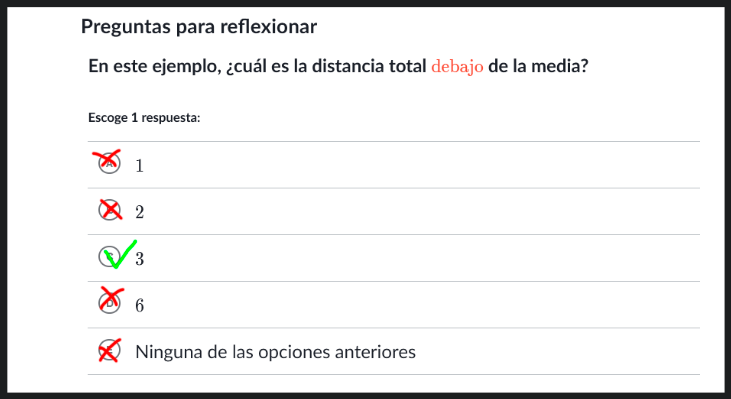 Preguntas para reflexionar
En este ejemplo, ¿cuál es la distancia total debajo de la media?
Escoge 1 respuesta:
A 1
2
3
D 6
E Ninguna de las opciones anteriores